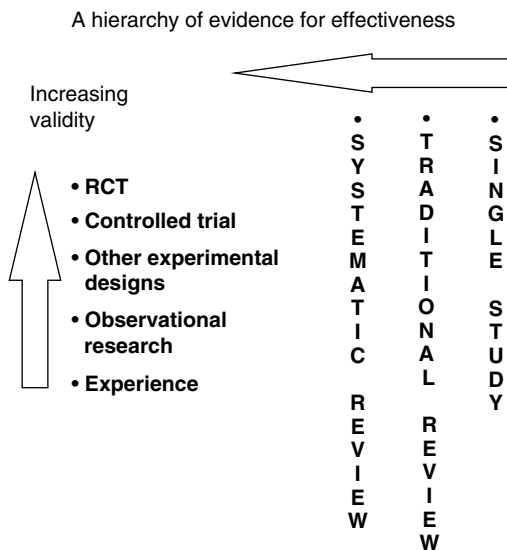 A hierarchy of evidence for effectiveness
Increasing
validity
• RCT
• Controlled trial
• Other experimental
designs
• Observational
research
• Experience
• SYSTEMATIC REVIEW
• TRADITIONAL REVIEW
• SINGLE STUDY